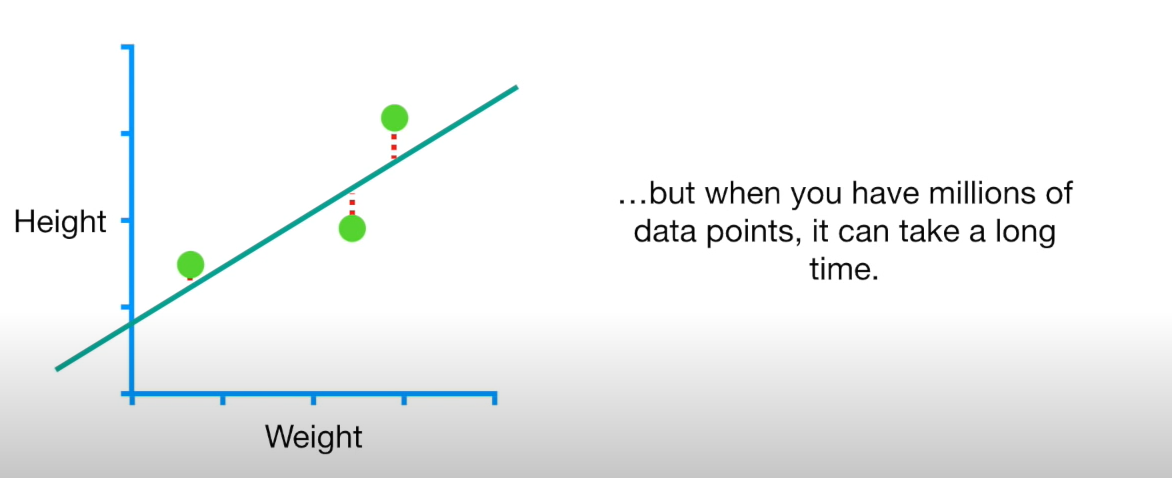 Height
Weight
…but when you have millions of
data points, it can take a long
time.